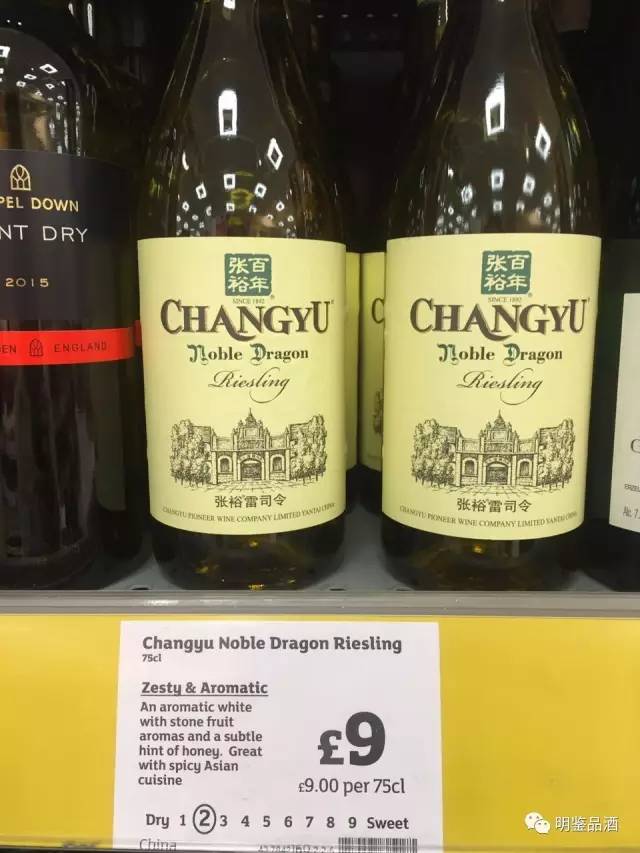 PEL DOWN
NT DRY
2015
ENGLAND
百年
张裕
SINCE 1892
CHANGYU
Noble Dragon
Riesling
张裕雷司令
CHANGYU PIONEER WINE COMPANY LIMITED YANTAI CHINA
百年
张裕
SINCE 1892
CHANGYU
Noble Dragon
Riesling
张裕雷司令
CHANGYU PIONEER WINE COMPANY LIMITED YANTAI CHINA
Changyu Noble Dragon Riesling
75cl
Zesty & Aromatic
An aromatic white
with stone fruit
aromas and a subtle
hint of honey. Great
with spicy Asian
cuisine
£9
£9.00 per 75cl
Dry 1 2 3 4 5 6 7 8 9 Sweet
China
明鉴品酒